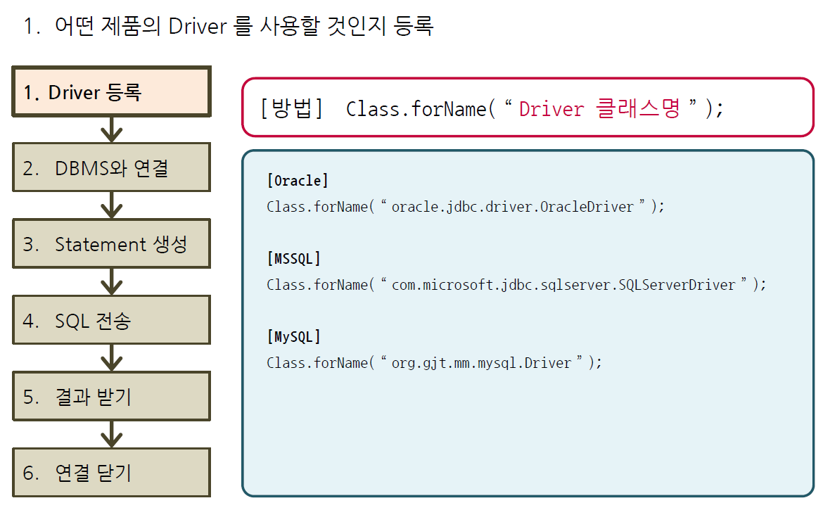 1. 어떤 제품의 Driver 를 사용할 것인지 등록
1. Driver 등록
2. DBMS와 연결
3. Statement 생성
4. SQL 전송
5. 결과 받기
6. 연결 닫기
[방법] Class.forName(“Driver 클래스명”);
[Oracle]
Class.forName(“oracle.jdbc.driver.OracleDriver”);
[MSSQL]
Class.forName(“com.microsoft.jdbc.sqlserver.SQLServerDriver”);
[MySQL]
Class.forName(“org.gjt.mm.mysql.Driver”);